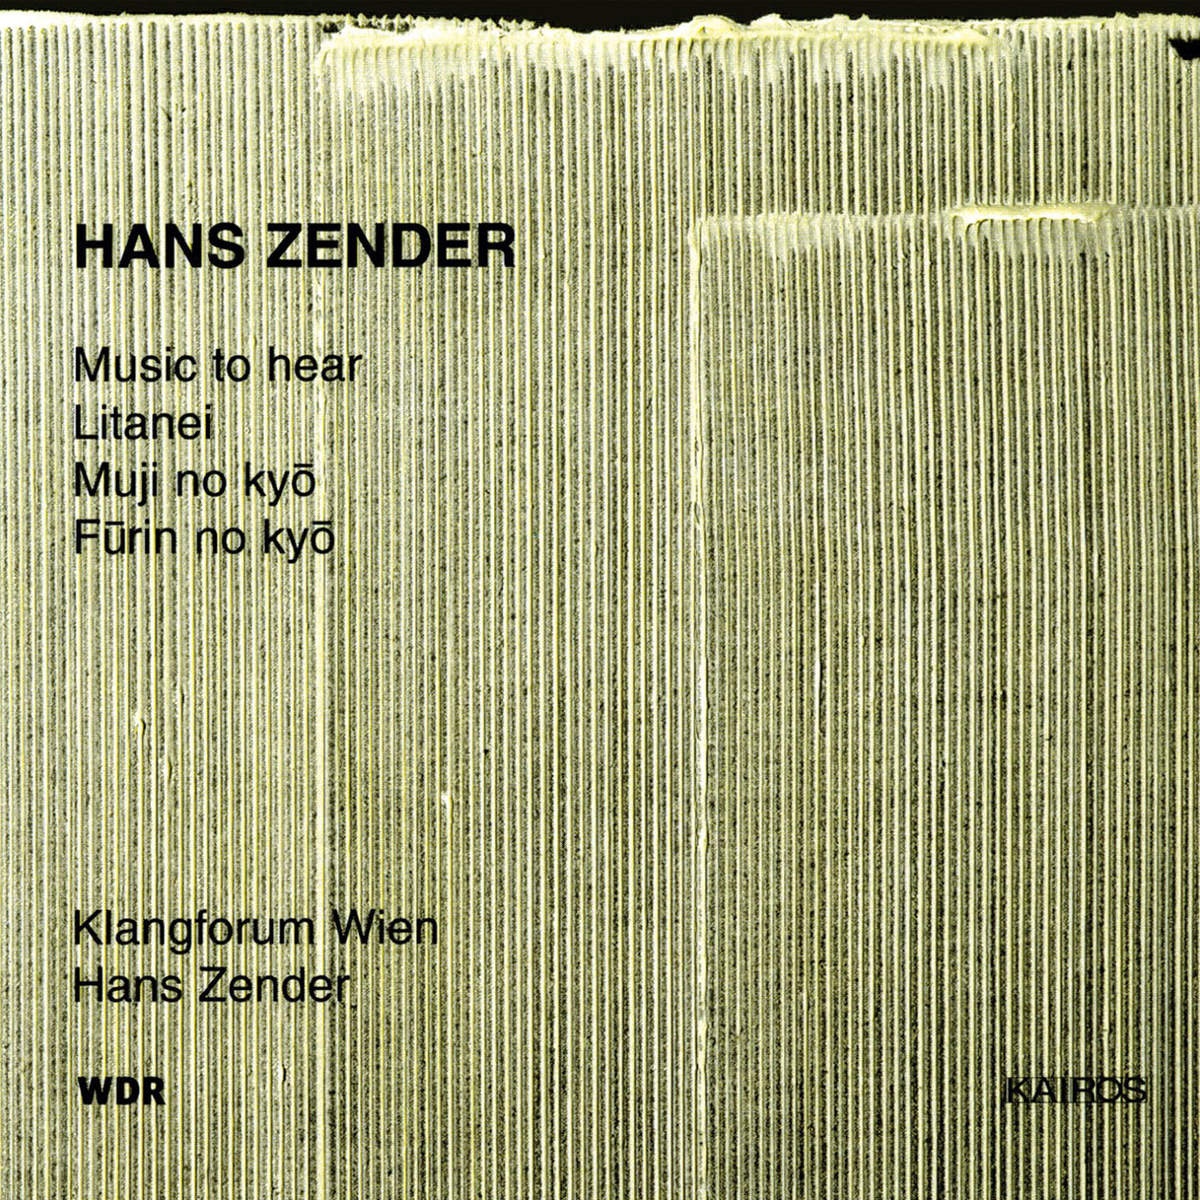 HANS ZENDER
Music to hear
Litanei
Muji no kyō
Fūrin no kyō
Klangforum Wien
Hans Zender
WDR
KAIROS